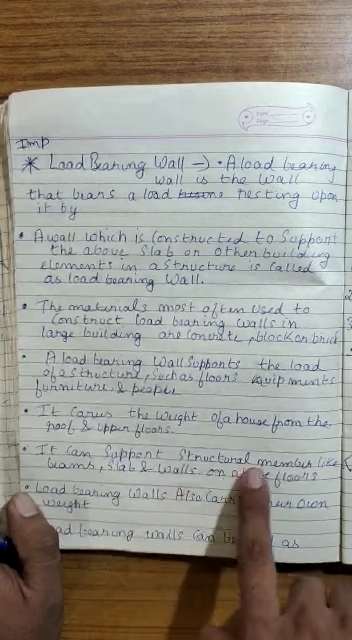 Imp
* Load Bearing Wall → • A load bearing
wall is the wall
that bears a load resting upon
it by
• A wall which is constructed to support
the above slab or other building
elements in a structure is called
as load bearing wall.
• The materials most often used to
construct load bearing walls in
large building are concrete, block or brick
• A load bearing wall supports the load
of a structure, such as floors equipments
furniture & people
• It caries the weight of a house from the
roof & upper floors.
• It can support structural member like
beams, slab & walls on floors
• Load bearing walls Also own
weight
bearing walls can as